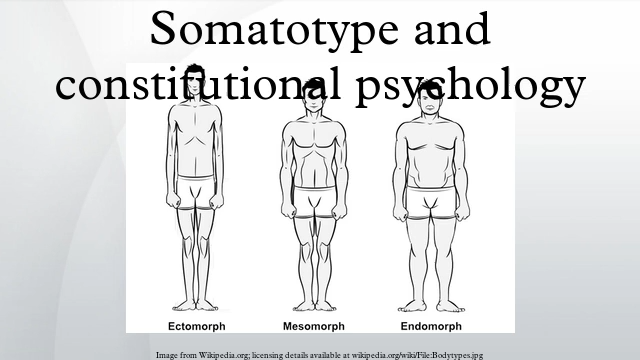 Somatotype and
constitutional psychology
Ectomorph Mesomorph Endomorph
Image from Wikipedia.org; licensing details available at wikipedia.org/wiki/File:Bodytypes.jpg